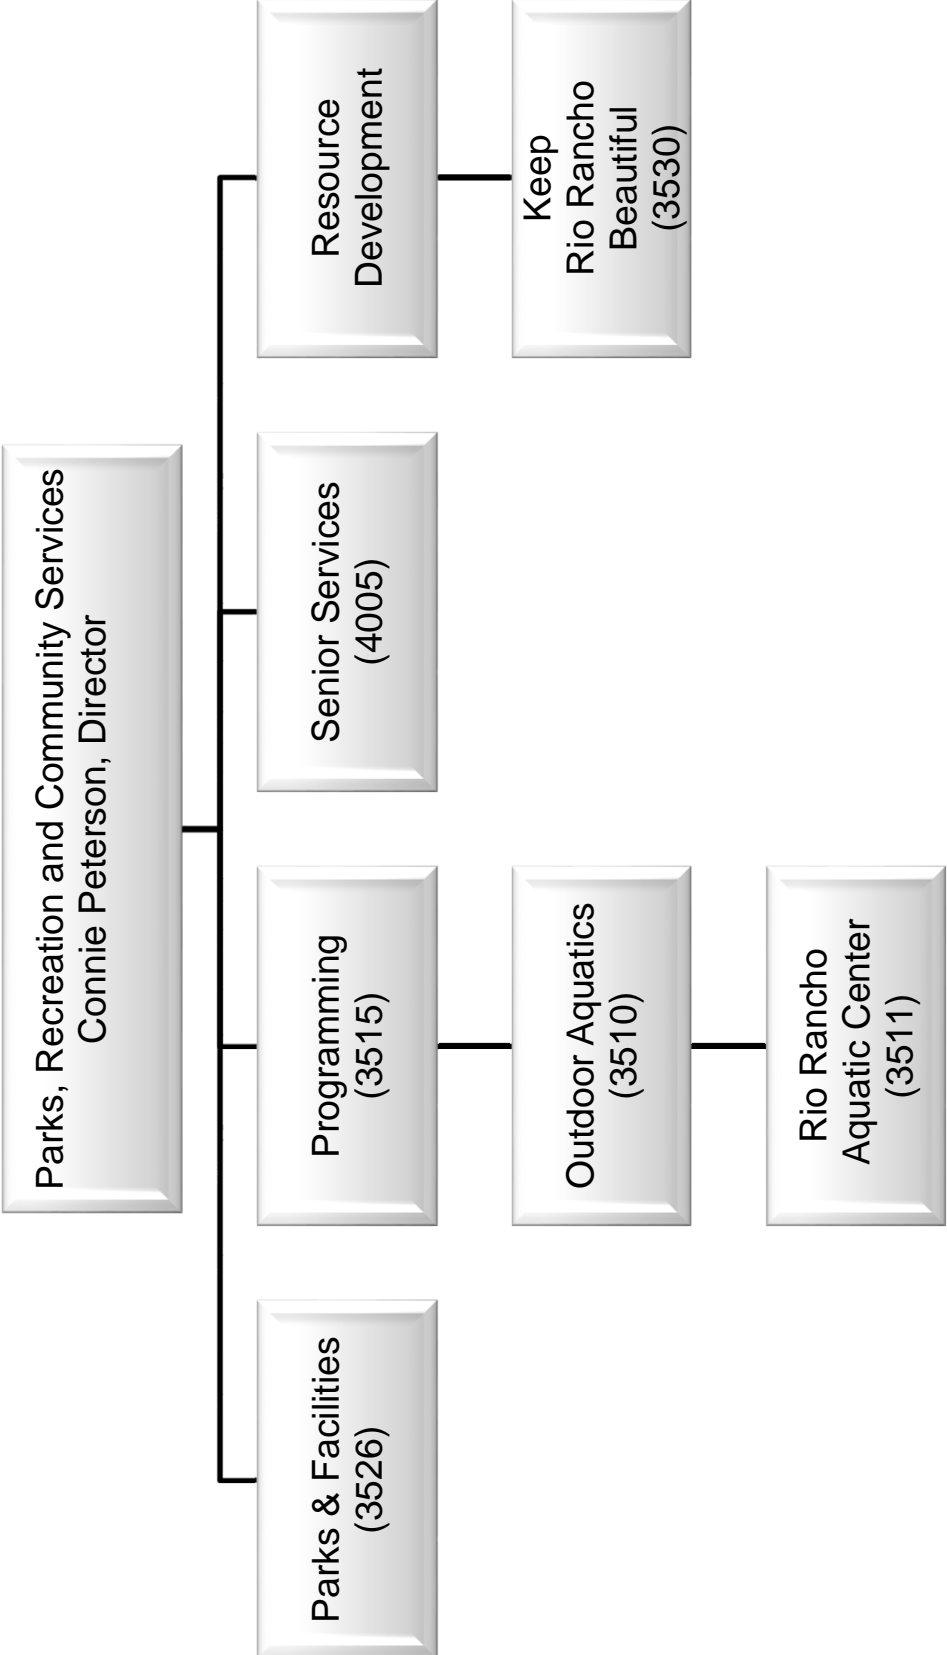 Parks, Recreation and Community Services
Connie Peterson, Director
Parks & Facilities
(3526)
Programming
(3515)
Senior Services
(4005)
Resource
Development
Outdoor Aquatics
(3510)
Keep
Rio Rancho
Beautiful
(3530)
Rio Rancho
Aquatic Center
(3511)